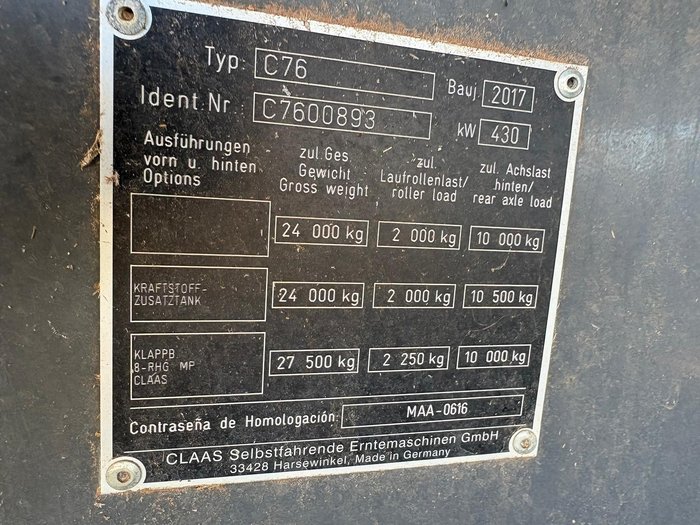 Typ: C76 Bauj. 2017
Ident.Nr.: C7600893 kW 430
Ausführungen
vorn u. hinten
Options
zul.Ges.
Gewicht
Gross weight
zul.
Laufrollenlast/
roller load
zul. Achslast
hinten/
rear axle load
24 000 kg 2 000 kg 10 000 kg
KRAFTSTOFF-
ZUSATZTANK
24 000 kg 2 000 kg 10 500 kg
KLAPPB
8-RHG MP
CLAAS
27 500 kg 2 250 kg 10 000 kg
Contraseña de Homologación: MAA-0616
CLAAS Selbstfahrende Erntemaschinen GmbH
33428 Harsewinkel, Made in Germany